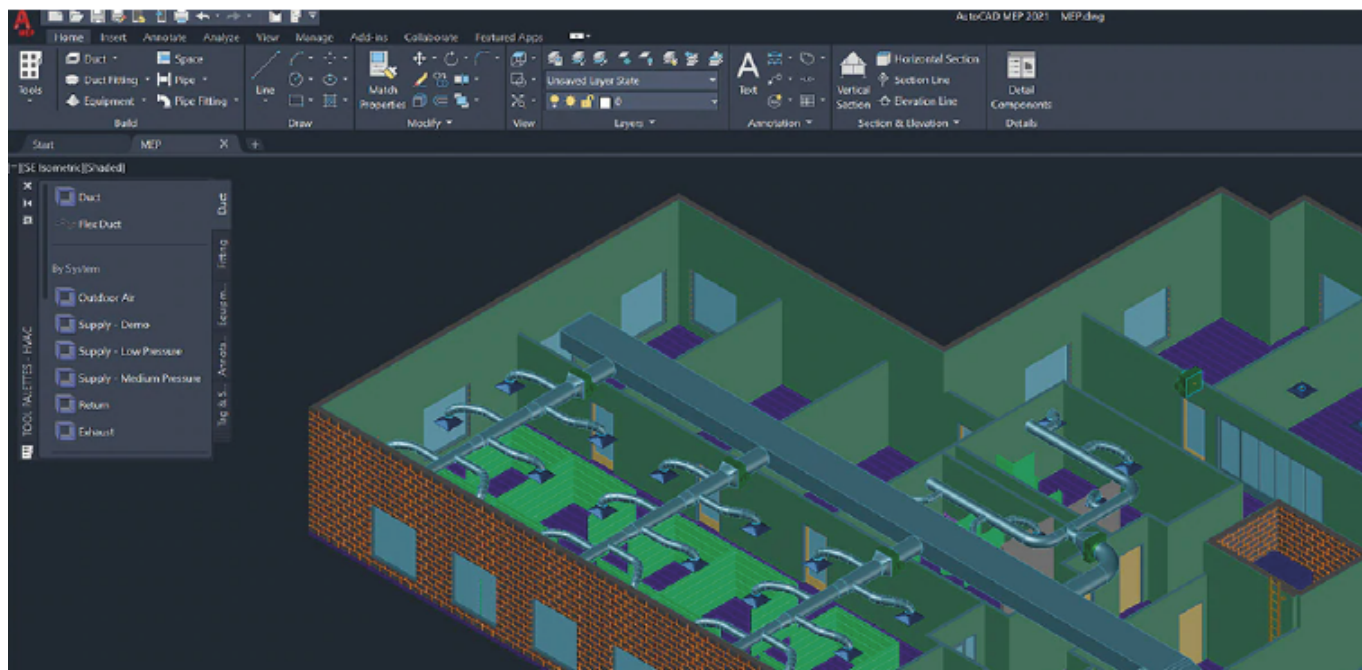 A
MEP
AutoCAD MEP 2021 MEP.dwg
Home Insert Annotate Analyze View Manage Add-ins Collaborate Featured Apps
Tools
Duct
Duct Fitting
Equipment
Space
Pipe
Pipe Fitting
Build
Line
Draw
Match
Properties
Modify
View
Unsaved Layer State
0
Layers
A
Text
Annotation
Vertical
Section
Horizontal Section
Section Line
Elevation Line
Section & Elevation
Detail
Components
Details
Start MEP X +
[-][SE Isometric][Shaded]
Duct
Flex Duct
By System
Outdoor Air
Supply - Demo
Supply - Low Pressure
Supply - Medium Pressure
Return
Exhaust
Duct
Fitting
Equipm...
Annota...
Tag & S...
TOOL PALETTES - HVAC